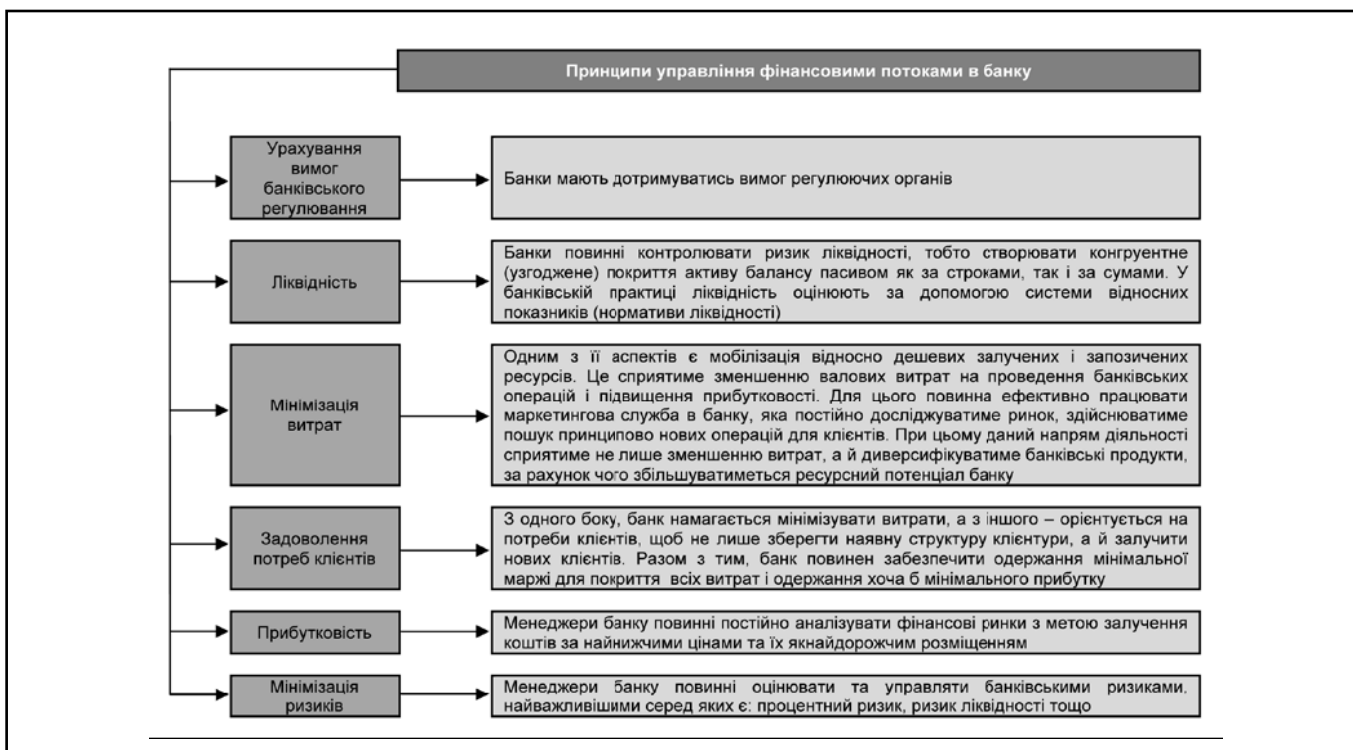 Принципи управління фінансовими потоками в банку
Урахування
вимог
банківського
регулювання
Банки мають дотримуватись вимог регулюючих органів
Ліквідність
Банки повинні контролювати ризик ліквідності, тобто створювати конгруентне
(узгоджене) покриття активу балансу пасивом як за строками, так і за сумами. У
банківській практиці ліквідність оцінюють за допомогою системи відносних
показників (нормативи ліквідності)
Мінімізація
витрат
Одним з її аспектів є мобілізація відносно дешевих залучених і запозичених
ресурсів. Це сприятиме зменшенню валових витрат на проведення банківських
операцій і підвищення прибутковості. Для цього повинна ефективно працювати
маркетингова служба в банку, яка постійно досліджуватиме ринок, здійснюватиме
пошук принципово нових операцій для клієнтів. При цьому даний напрям діяльності
сприятиме не лише зменшенню витрат, а й диверсифікуватиме банківські продукти,
за рахунок чого збільшуватиметься ресурсний потенціал банку
Задоволення
потреб клієнтів
З одного боку, банк намагається мінімізувати витрати, а з іншого – орієнтується на
потреби клієнтів, щоб не лише зберегти наявну структуру клієнтури, а й залучити
нових клієнтів. Разом з тим, банк повинен забезпечити одержання мінімальної
маржі для покриття всіх витрат і одержання хоча б мінімального прибутку
Прибутковість
Менеджери банку повинні постійно аналізувати фінансові ринки з метою залучення
коштів за найнижчими цінами та їх якнайдорожчим розміщенням
Мінімізація
ризиків
Менеджери банку повинні оцінювати та управляти банківськими ризиками,
найважливішими серед яких є: процентний ризик, ризик ліквідності тощо